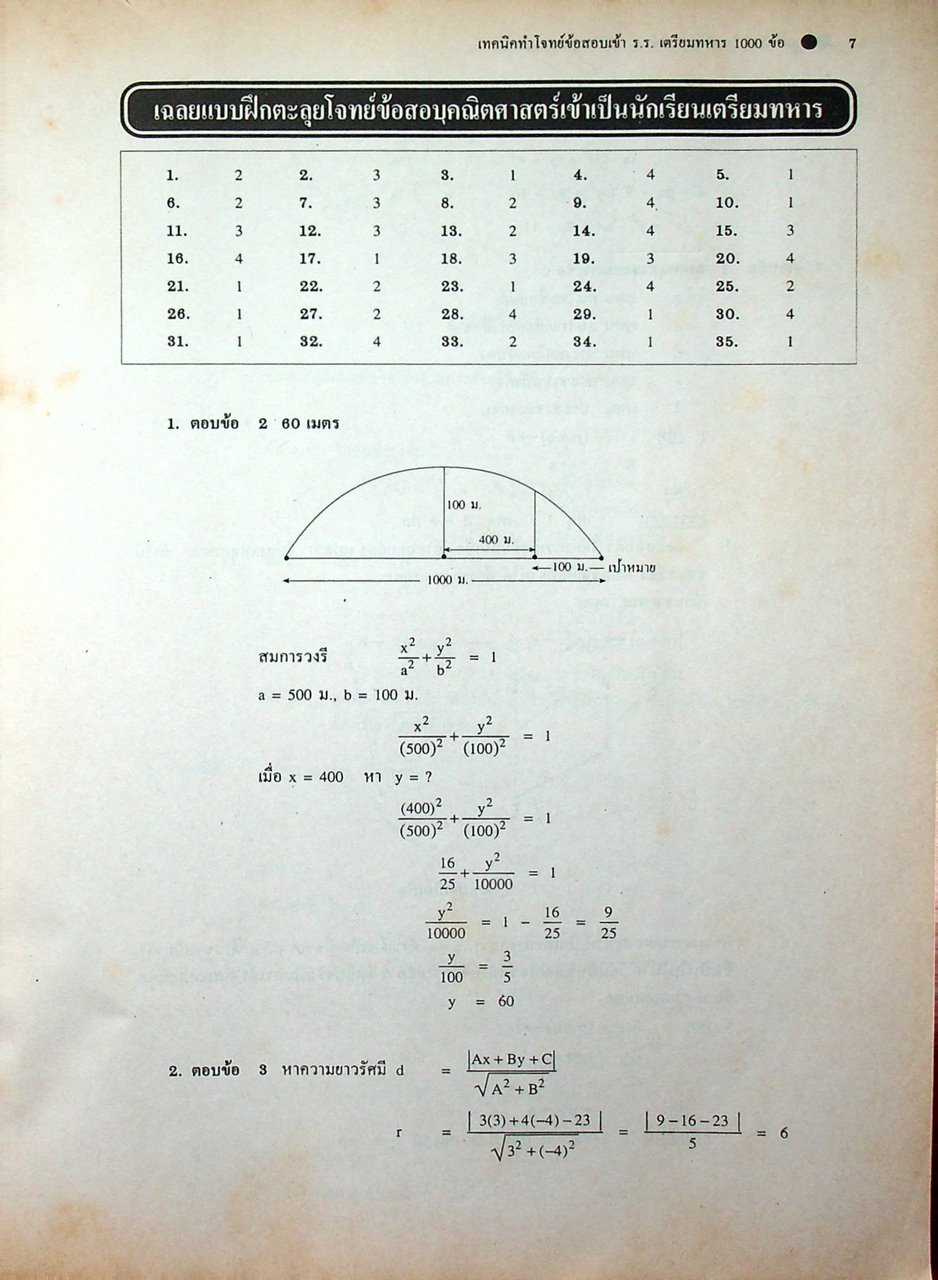 เทคนิคทำโจทย์ข้อสอบเข้า ร.ร. เตรียมทหาร 1000 ข้อ ● 7
เฉลยแบบฝึกตะลุยโจทย์ข้อสอบคณิตศาสตร์เข้าเป็นนักเรียนเตรียมทหาร
1. 2 2. 3 3. 1 4. 4 5. 1
6. 2 7. 3 8. 2 9. 4 10. 1
11. 3 12. 3 13. 2 14. 4 15. 3
16. 4 17. 1 18. 3 19. 3 20. 4
21. 1 22. 2 23. 1 24. 4 25. 2
26. 1 27. 2 28. 4 29. 1 30. 4
31. 1 32. 4 33. 2 34. 1 35. 1
1. ตอบข้อ 2 60 เมตร
100 ม.
400 ม.
100 ม. เป้าหมาย
1000 ม.
สมการวงรี x²/a² + y²/b² = 1
a = 500 ม., b = 100 ม.
x²/(500)² + y²/(100)² = 1
เมื่อ x = 400 หา y = ?
(400)²/(500)² + y²/(100)² = 1
16/25 + y²/10000 = 1
y²/10000 = 1 - 16/25 = 9/25
y/100 = 3/5
y = 60
2. ตอบข้อ 3 หาความยาวรัศมี d = |Ax + By + C|/√(A² + B²)
r = | 3(3)+4(-4)-23 |/√(3² + (-4)²) = | 9-16-23 |/5 = 6